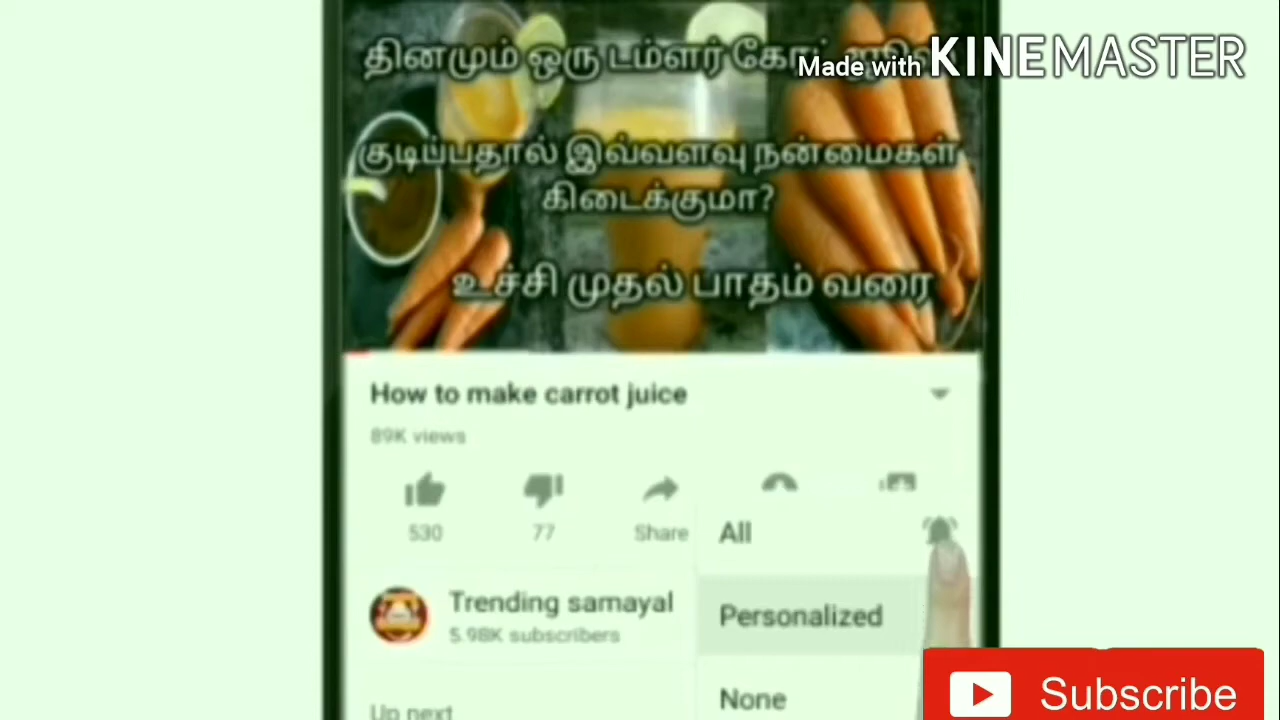 தினமும் ஒரு டம்ளர்
Made with KINEMASTER
குடிப்பதால் இவ்வளவு நன்மைகள்
கிடைக்குமா?
உச்சி முதல் பாதம் வரை
How to make carrot juice
89K views
530 77 Share
All
Trending samayal
5.98K subscribers
Personalized
None
Subscribe
Up next